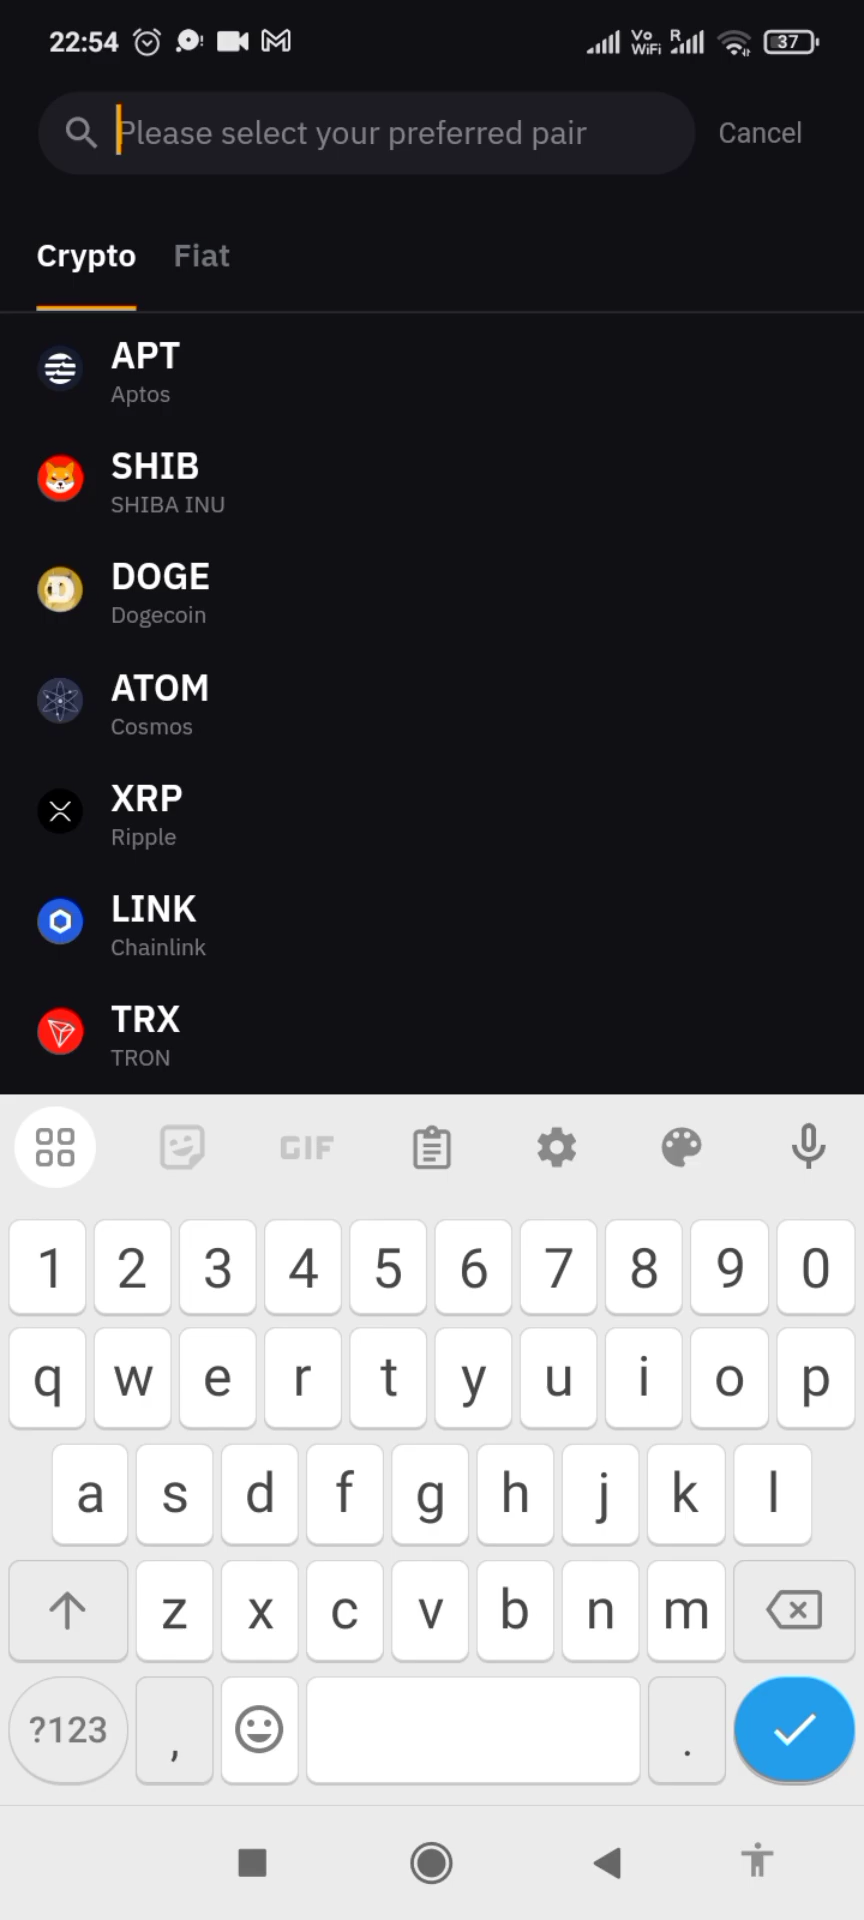 22:54
Vo WiFi R 37
Please select your preferred pair
Cancel
Crypto Fiat
APT
Aptos
SHIB
SHIBA INU
DOGE
Dogecoin
ATOM
Cosmos
XRP
Ripple
LINK
Chainlink
TRX
TRON
GIF
1 2 3 4 5 6 7 8 9 0
q w e r t y u i o p
a s d f g h j k l
z x c v b n m
?123 , .